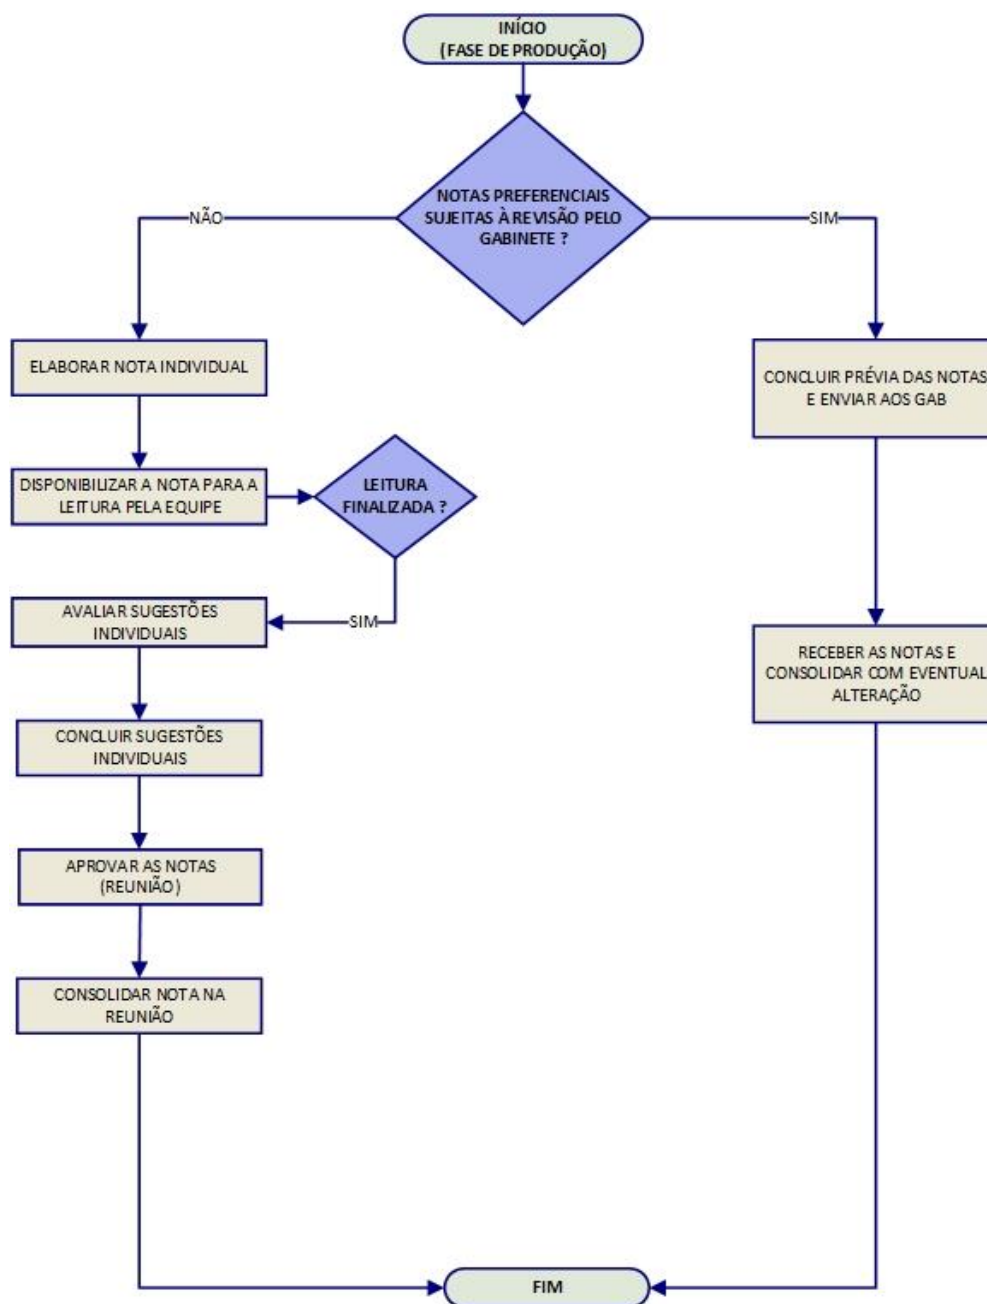 INÍCIO
(FASE DE PRODUÇÃO)
NOTAS PREFERENCIAIS
SUJEITAS À REVISÃO PELO
GABINETE ?
NÃO
SIM
ELABORAR NOTA INDIVIDUAL
CONCLUIR PRÉVIA DAS NOTAS
E ENVIAR AOS GAB
DISPONIBILIZAR A NOTA PARA A
LEITURA PELA EQUIPE
LEITURA
FINALIZADA ?
SIM
AVALIAR SUGESTÕES
INDIVIDUAIS
RECEBER AS NOTAS E
CONSOLIDAR COM EVENTUAL
ALTERAÇÃO
CONCLUIR SUGESTÕES
INDIVIDUAIS
APROVAR AS NOTAS
(REUNIÃO)
CONSOLIDAR NOTA NA
REUNIÃO
FIM